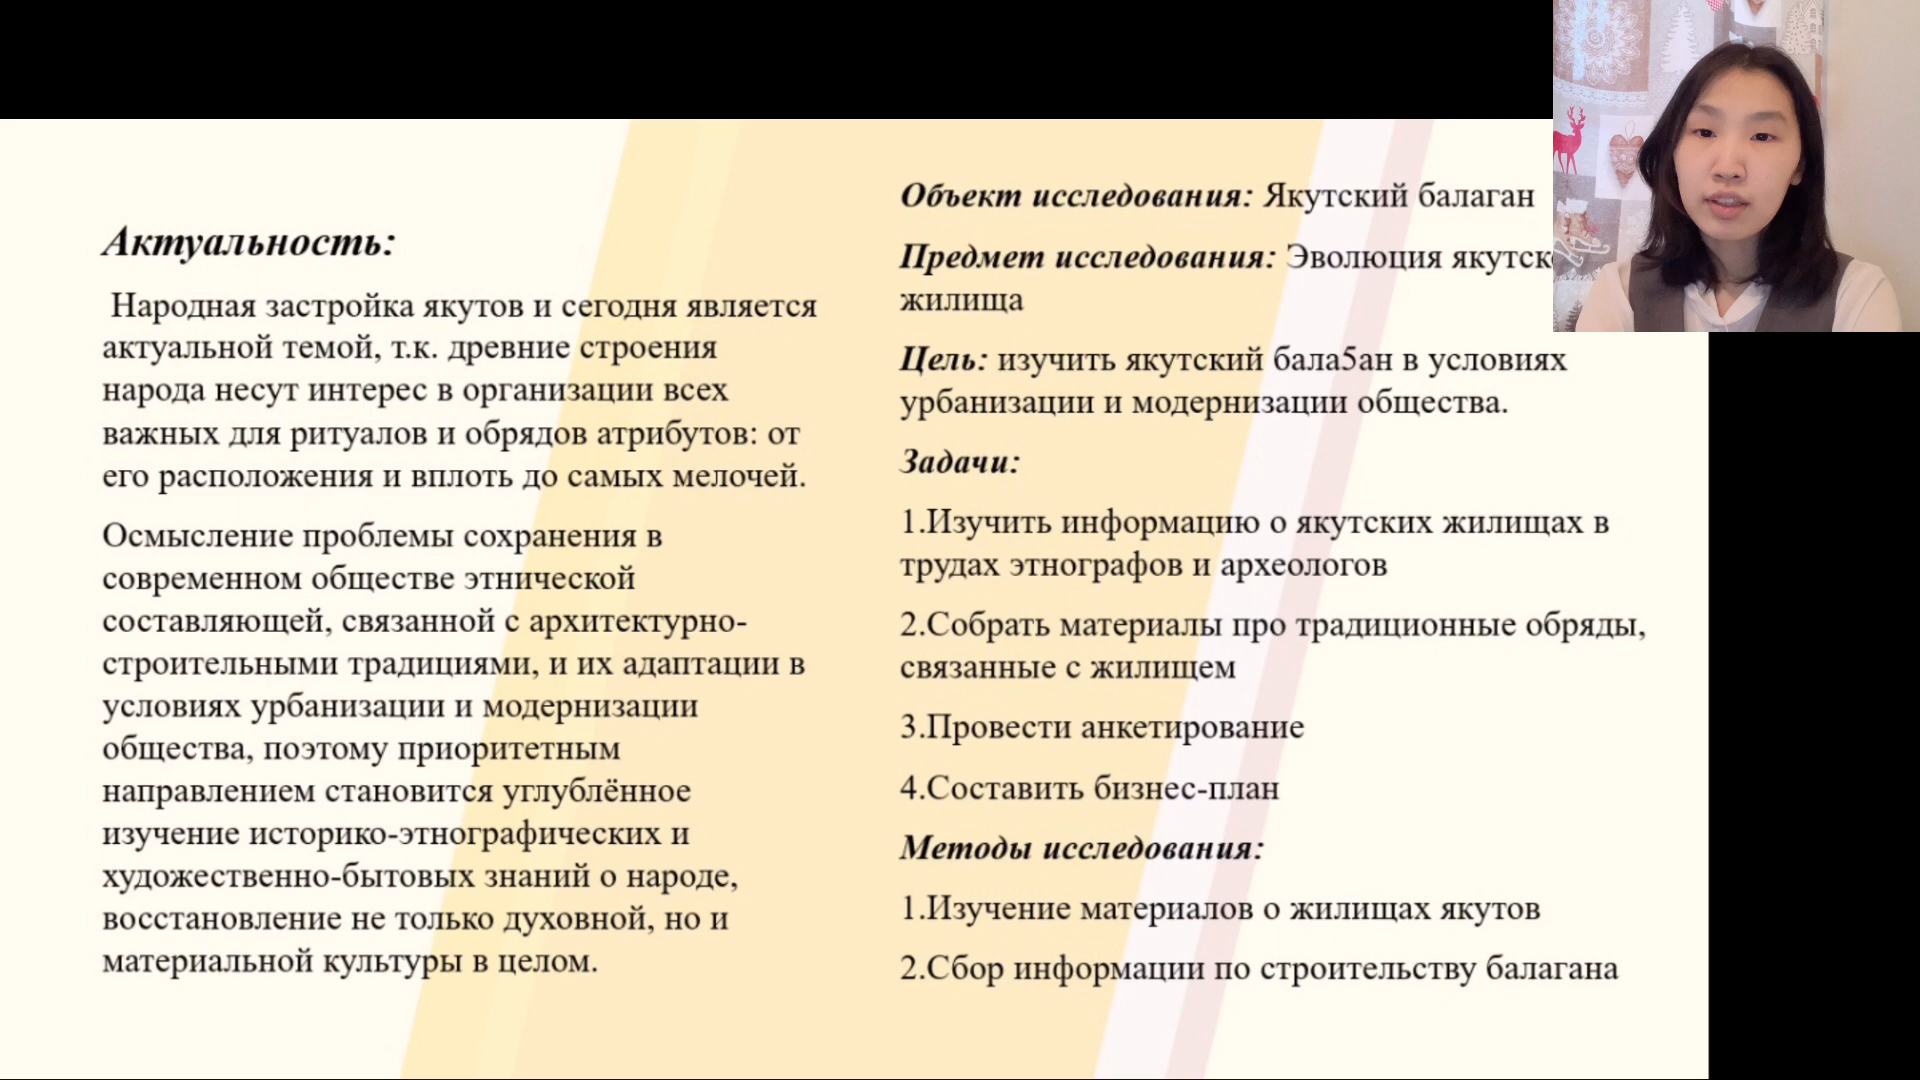 Актуальность:
Народная застройка якутов и сегодня является
актуальной темой, т.к. древние строения
народа несут интерес в организации всех
важных для ритуалов и обрядов атрибутов: от
его расположения и вплоть до самых мелочей.
Осмысление проблемы сохранения в
современном обществе этнической
составляющей, связанной с архитектурно-
строительными традициями, и их адаптации в
условиях урбанизации и модернизации
общества, поэтому приоритетным
направлением становится углублённое
изучение историко-этнографических и
художественно-бытовых знаний о народе,
восстановление не только духовной, но и
материальной культуры в целом.
Объект исследования: Якутский балаган
Предмет исследования: Эволюция
жилища
Цель: изучить якутский бала5ан в условиях
урбанизации и модернизации общества.
Задачи:
1.Изучить информацию о якутских жилищах в
трудах этнографов и археологов
2.Собрать материалы про традиционные обряды,
связанные с жилищем
3.Провести анкетирование
4.Составить бизнес-план
Методы исследования:
1.Изучение материалов о жилищах якутов
2.Сбор информации по строительству балагана